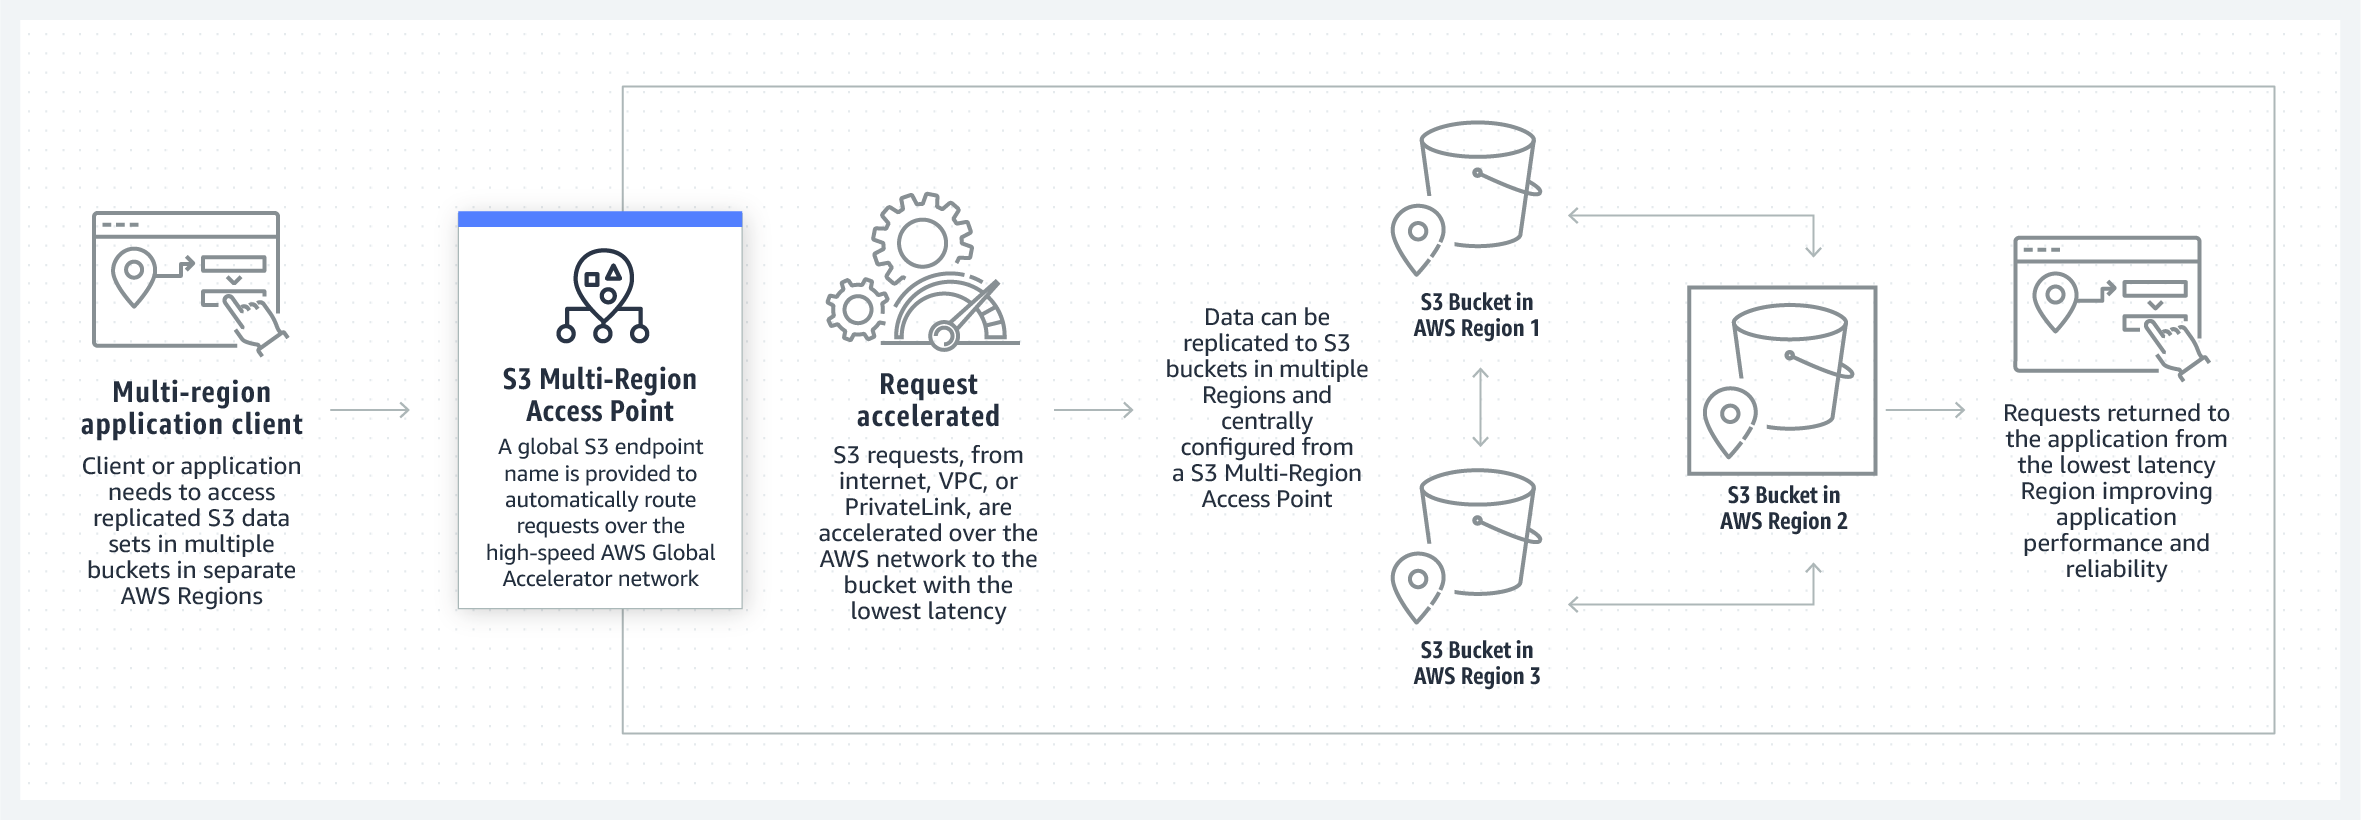 Multi-region
application client
Client or application
needs to access
replicated S3 data
sets in multiple
buckets in separate
AWS Regions
S3 Multi-Region
Access Point
A global S3 endpoint
name is provided to
automatically route
requests over the
high-speed AWS Global
Accelerator network
Request
accelerated
S3 requests, from
internet, VPC, or
PrivateLink, are
accelerated over the
AWS network to the
bucket with the
lowest latency
Data can be
replicated to S3
buckets in multiple
Regions and
centrally
configured from
a S3 Multi-Region
Access Point
S3 Bucket in
AWS Region 1
S3 Bucket in
AWS Region 3
S3 Bucket in
AWS Region 2
Requests returned to
the application from
the lowest latency
Region improving
application
performance and
reliability